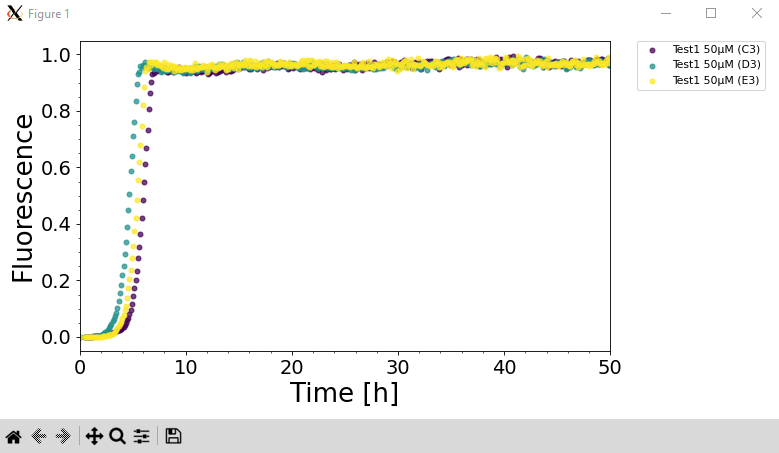 Figure 1
1.0
0.8
0.6
0.4
0.2
0.0
Fluorescence
0 10 20 30 40 50
Time [h]
Test1 50μM (C3)
Test1 50μM (D3)
Test1 50μM (E3)